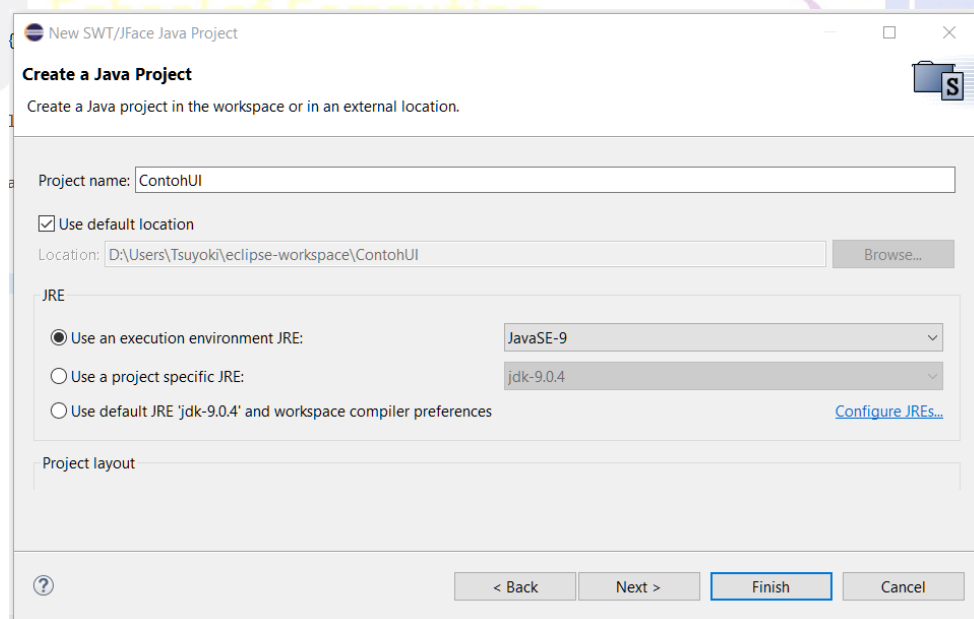 New SWT/JFace Java Project
Create a Java Project
Create a Java project in the workspace or in an external location.
S
Project name: ContohUI
Use default location
Location: D:\Users\Tsuyoki\eclipse-workspace\ContohUI Browse...
JRE
Use an execution environment JRE: JavaSE-9
Use a project specific JRE: jdk-9.0.4
Use default JRE 'jdk-9.0.4' and workspace compiler preferences Configure JREs...
Project layout
? < Back Next > Finish Cancel